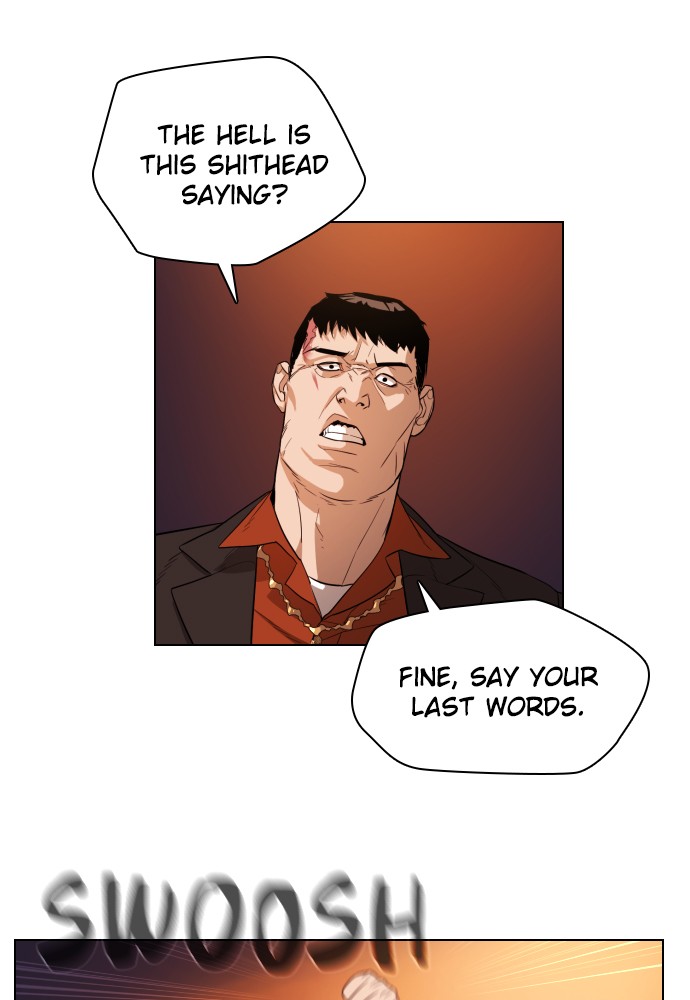 THE HELL IS
THIS SHITHEAD
SAYING?
FINE, SAY YOUR
LAST WORDS.
SWOOSH